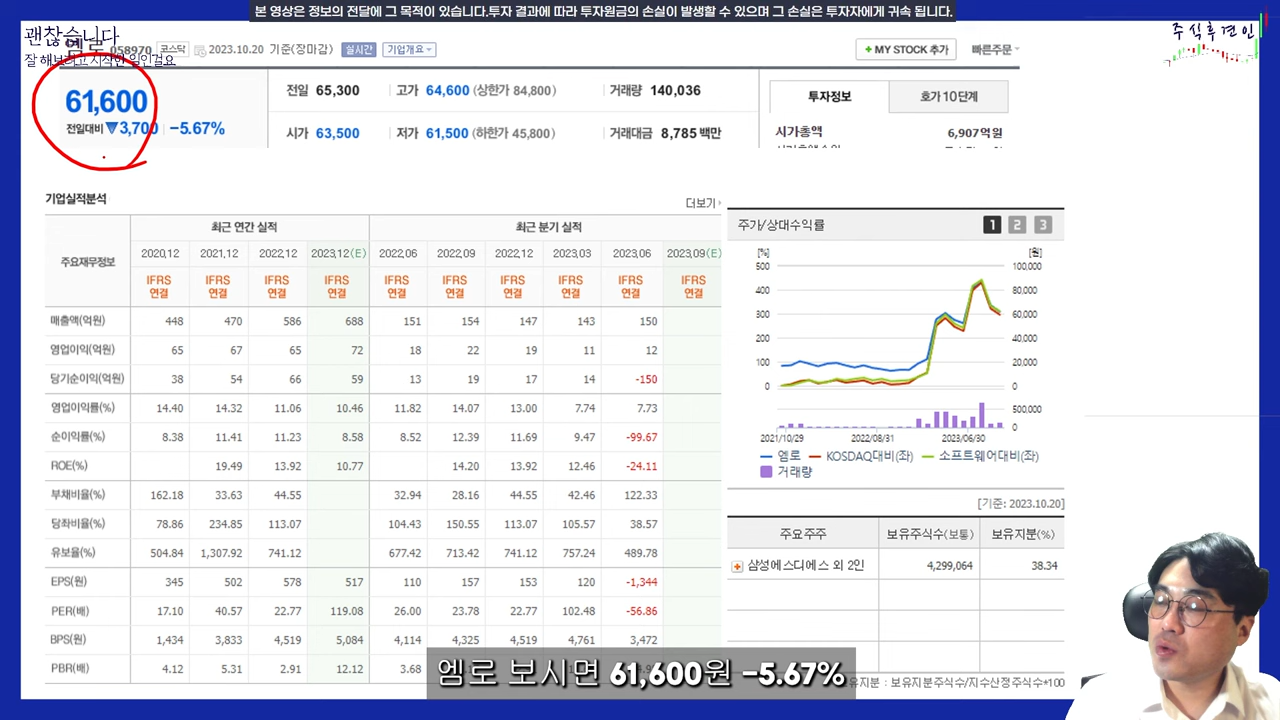 본 영상은 정보의 전달에 그 목적이 있습니다.투자 결과에 따라 투자원금의 손실이 발생할 수 있으며 그 손실은 투자자에게 귀속 됩니다.
괜찮습니다
잘 해보려고 시작한 일인걸요
엠로 058970 코스닥 2023.10.20 기준(장마감) 실시간 기업개요
+ MY STOCK 추가 빠른주문
주식후견인
61,600
전일대비 ▼3,700 -5.67%
전일 65,300 고가 64,600 (상한가 84,800) 거래량 140,036
시가 63,500 저가 61,500 (하한가 45,800) 거래대금 8,785 백만
투자정보 호가 10단계
시가총액 6,907억원
기업실적분석 더보기
주요재무정보 최근 연간 실적 최근 분기 실적
2020.12 2021.12 2022.12 2023.12(E) 2022.06 2022.09 2022.12 2023.03 2023.06 2023.09(E)
IFRS IFRS IFRS IFRS IFRS IFRS IFRS IFRS IFRS IFRS
연결 연결 연결 연결 연결 연결 연결 연결 연결 연결
매출액(억원) 448 470 586 688 151 154 147 143 150
영업이익(억원) 65 67 65 72 18 22 19 11 12
당기순이익(억원) 38 54 66 59 13 19 17 14 -150
영업이익률(%) 14.40 14.32 11.06 10.46 11.82 14.07 13.00 7.74 7.73
순이익률(%) 8.38 11.41 11.23 8.58 8.52 12.39 11.69 9.47 -99.67
ROE(%) 19.49 13.92 10.77 14.20 13.92 12.46 -24.11
부채비율(%) 162.18 33.63 44.55 32.94 28.16 44.55 42.46 122.33
당좌비율(%) 78.86 234.85 113.07 104.43 150.55 113.07 105.57 38.57
유보율(%) 504.84 1,307.92 741.12 677.42 713.42 741.12 757.24 489.78
EPS(원) 345 502 578 517 110 157 153 120 -1,344
PER(배) 17.10 40.57 22.77 119.08 26.00 23.78 22.77 102.48 -56.86
BPS(원) 1,434 3,833 4,519 5,084 4,114 4,325 4,519 4,761 3,472
PBR(배) 4.12 5.31 2.91 12.12 3.68
주가/상대수익률 1 2 3
[%] [원]
500 100,000
400 80,000
300 60,000
200 40,000
100 20,000
0 0
500,000
0
2021/10/29 2022/08/31 2023/06/30
엠로 KOSDAQ대비(좌) 소프트웨어대비(좌)
거래량
[기준: 2023.10.20]
주요주주 보유주식수(보통) 보유지분(%)
삼성에스디에스 외 2인 4,299,064 38.34
유지분 : 보유지분주식수/지수산정주식수*100
엠로 보시면 61,600원 -5.67%